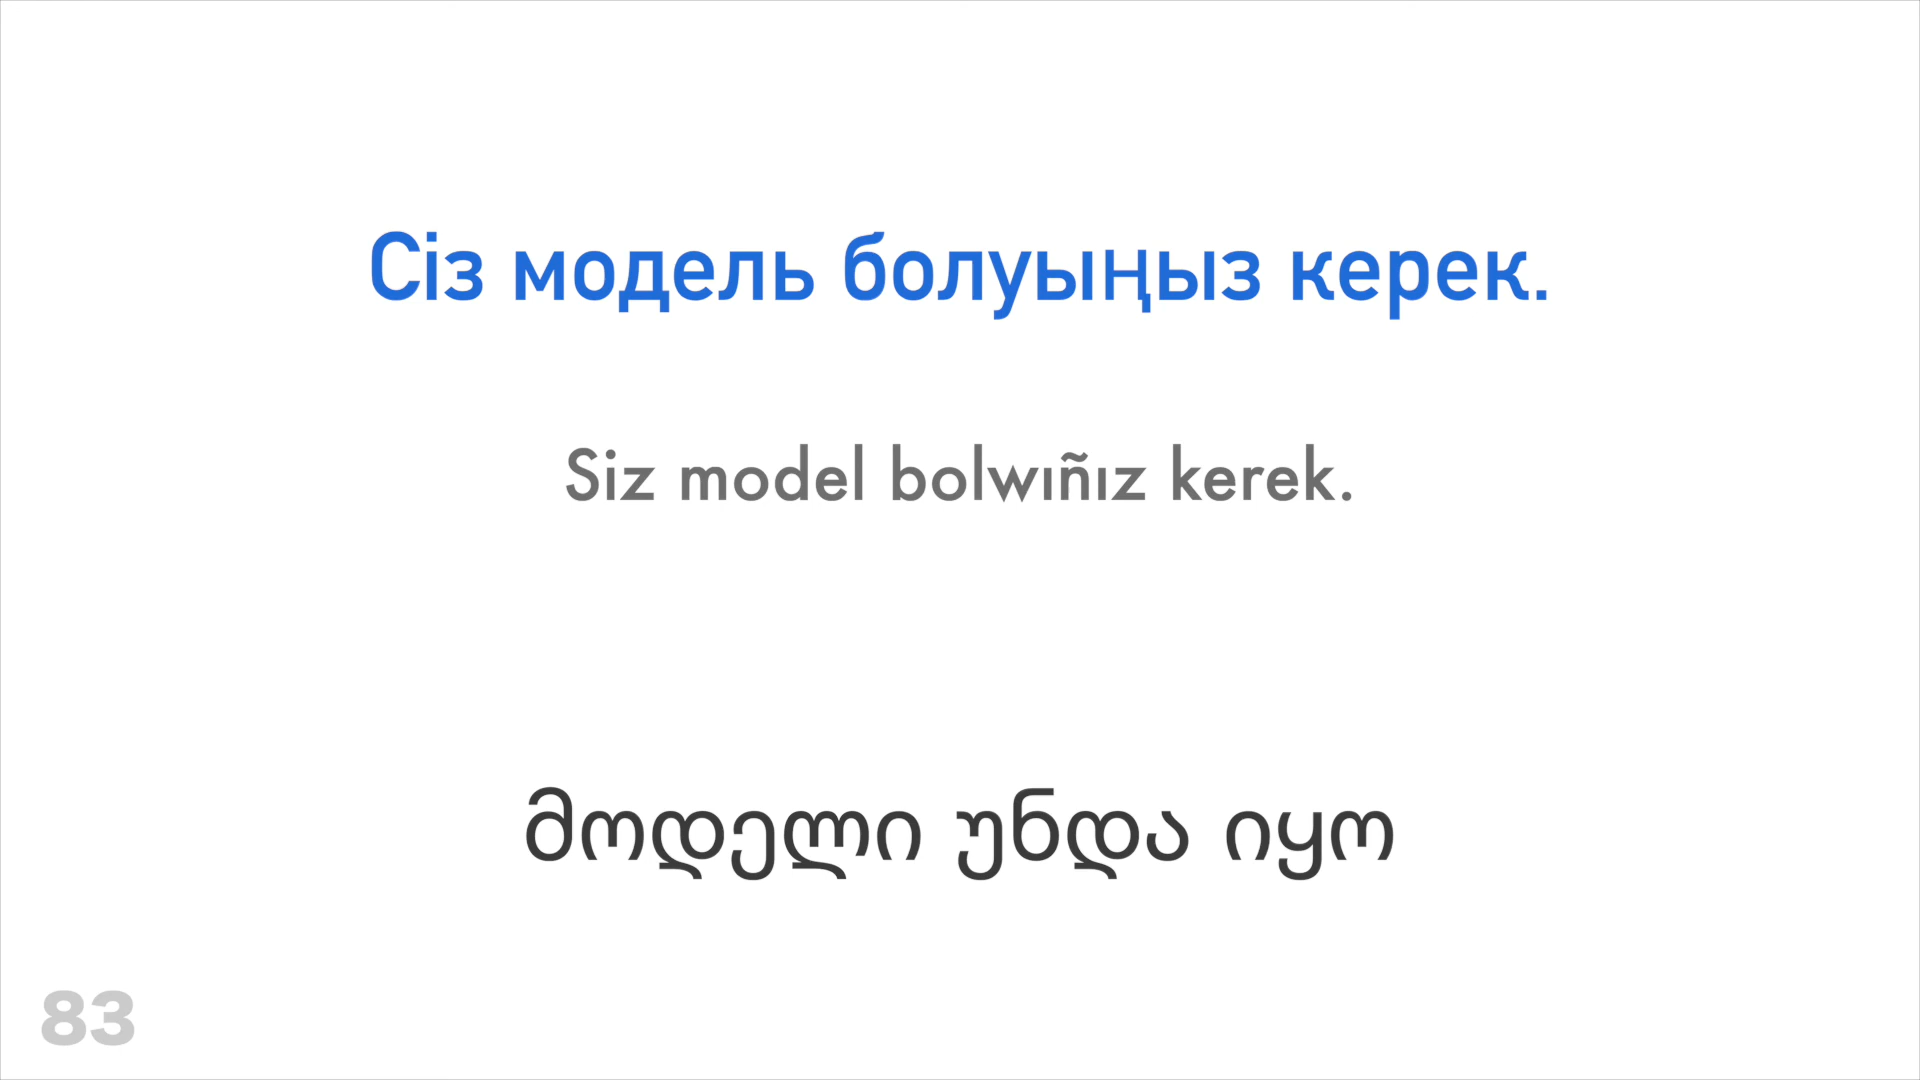 Сіз модель болуыңыз керек.
Siz model bolwıñız kerek.
მოდელი უნდა იყო
83